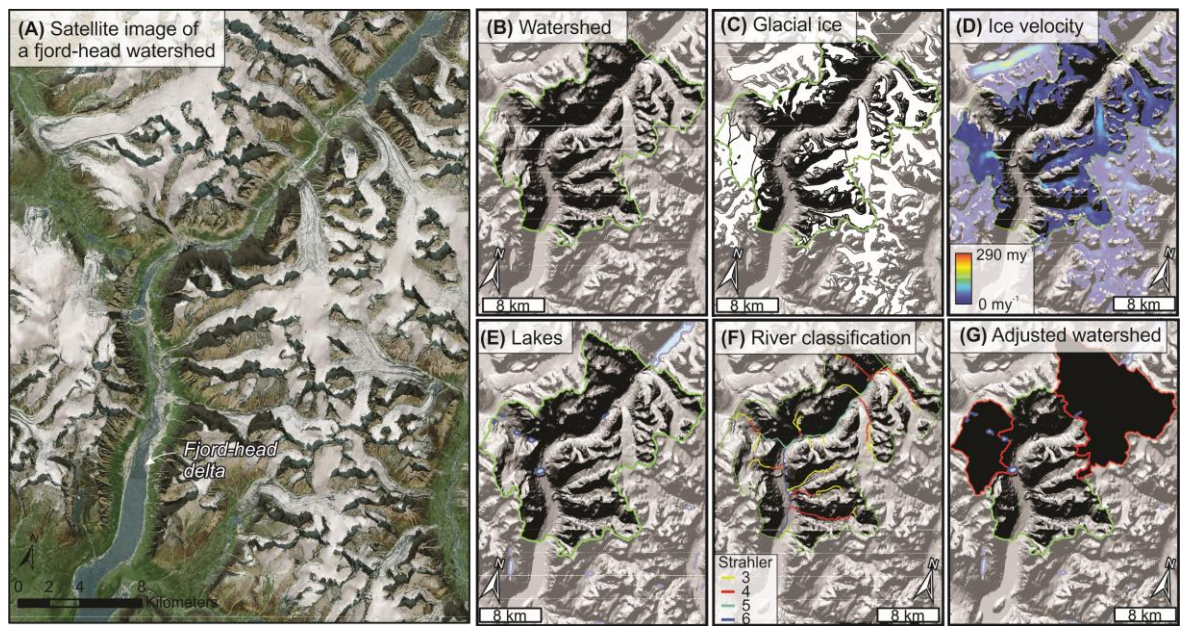 (A) Satellite image of
a fjord-head watershed
Fjord-head
delta
N
0 4 8
Kilometers
(B) Watershed
N
8 km
(C) Glacial ice
N
8 km
(D) Ice velocity
290 my⁻
0 my⁻¹
N
8 km
(E) Lakes
N
8 km
(F) River classification
Strahler
3
4
5
6
N
8 km
(G) Adjusted watershed
N
8 km